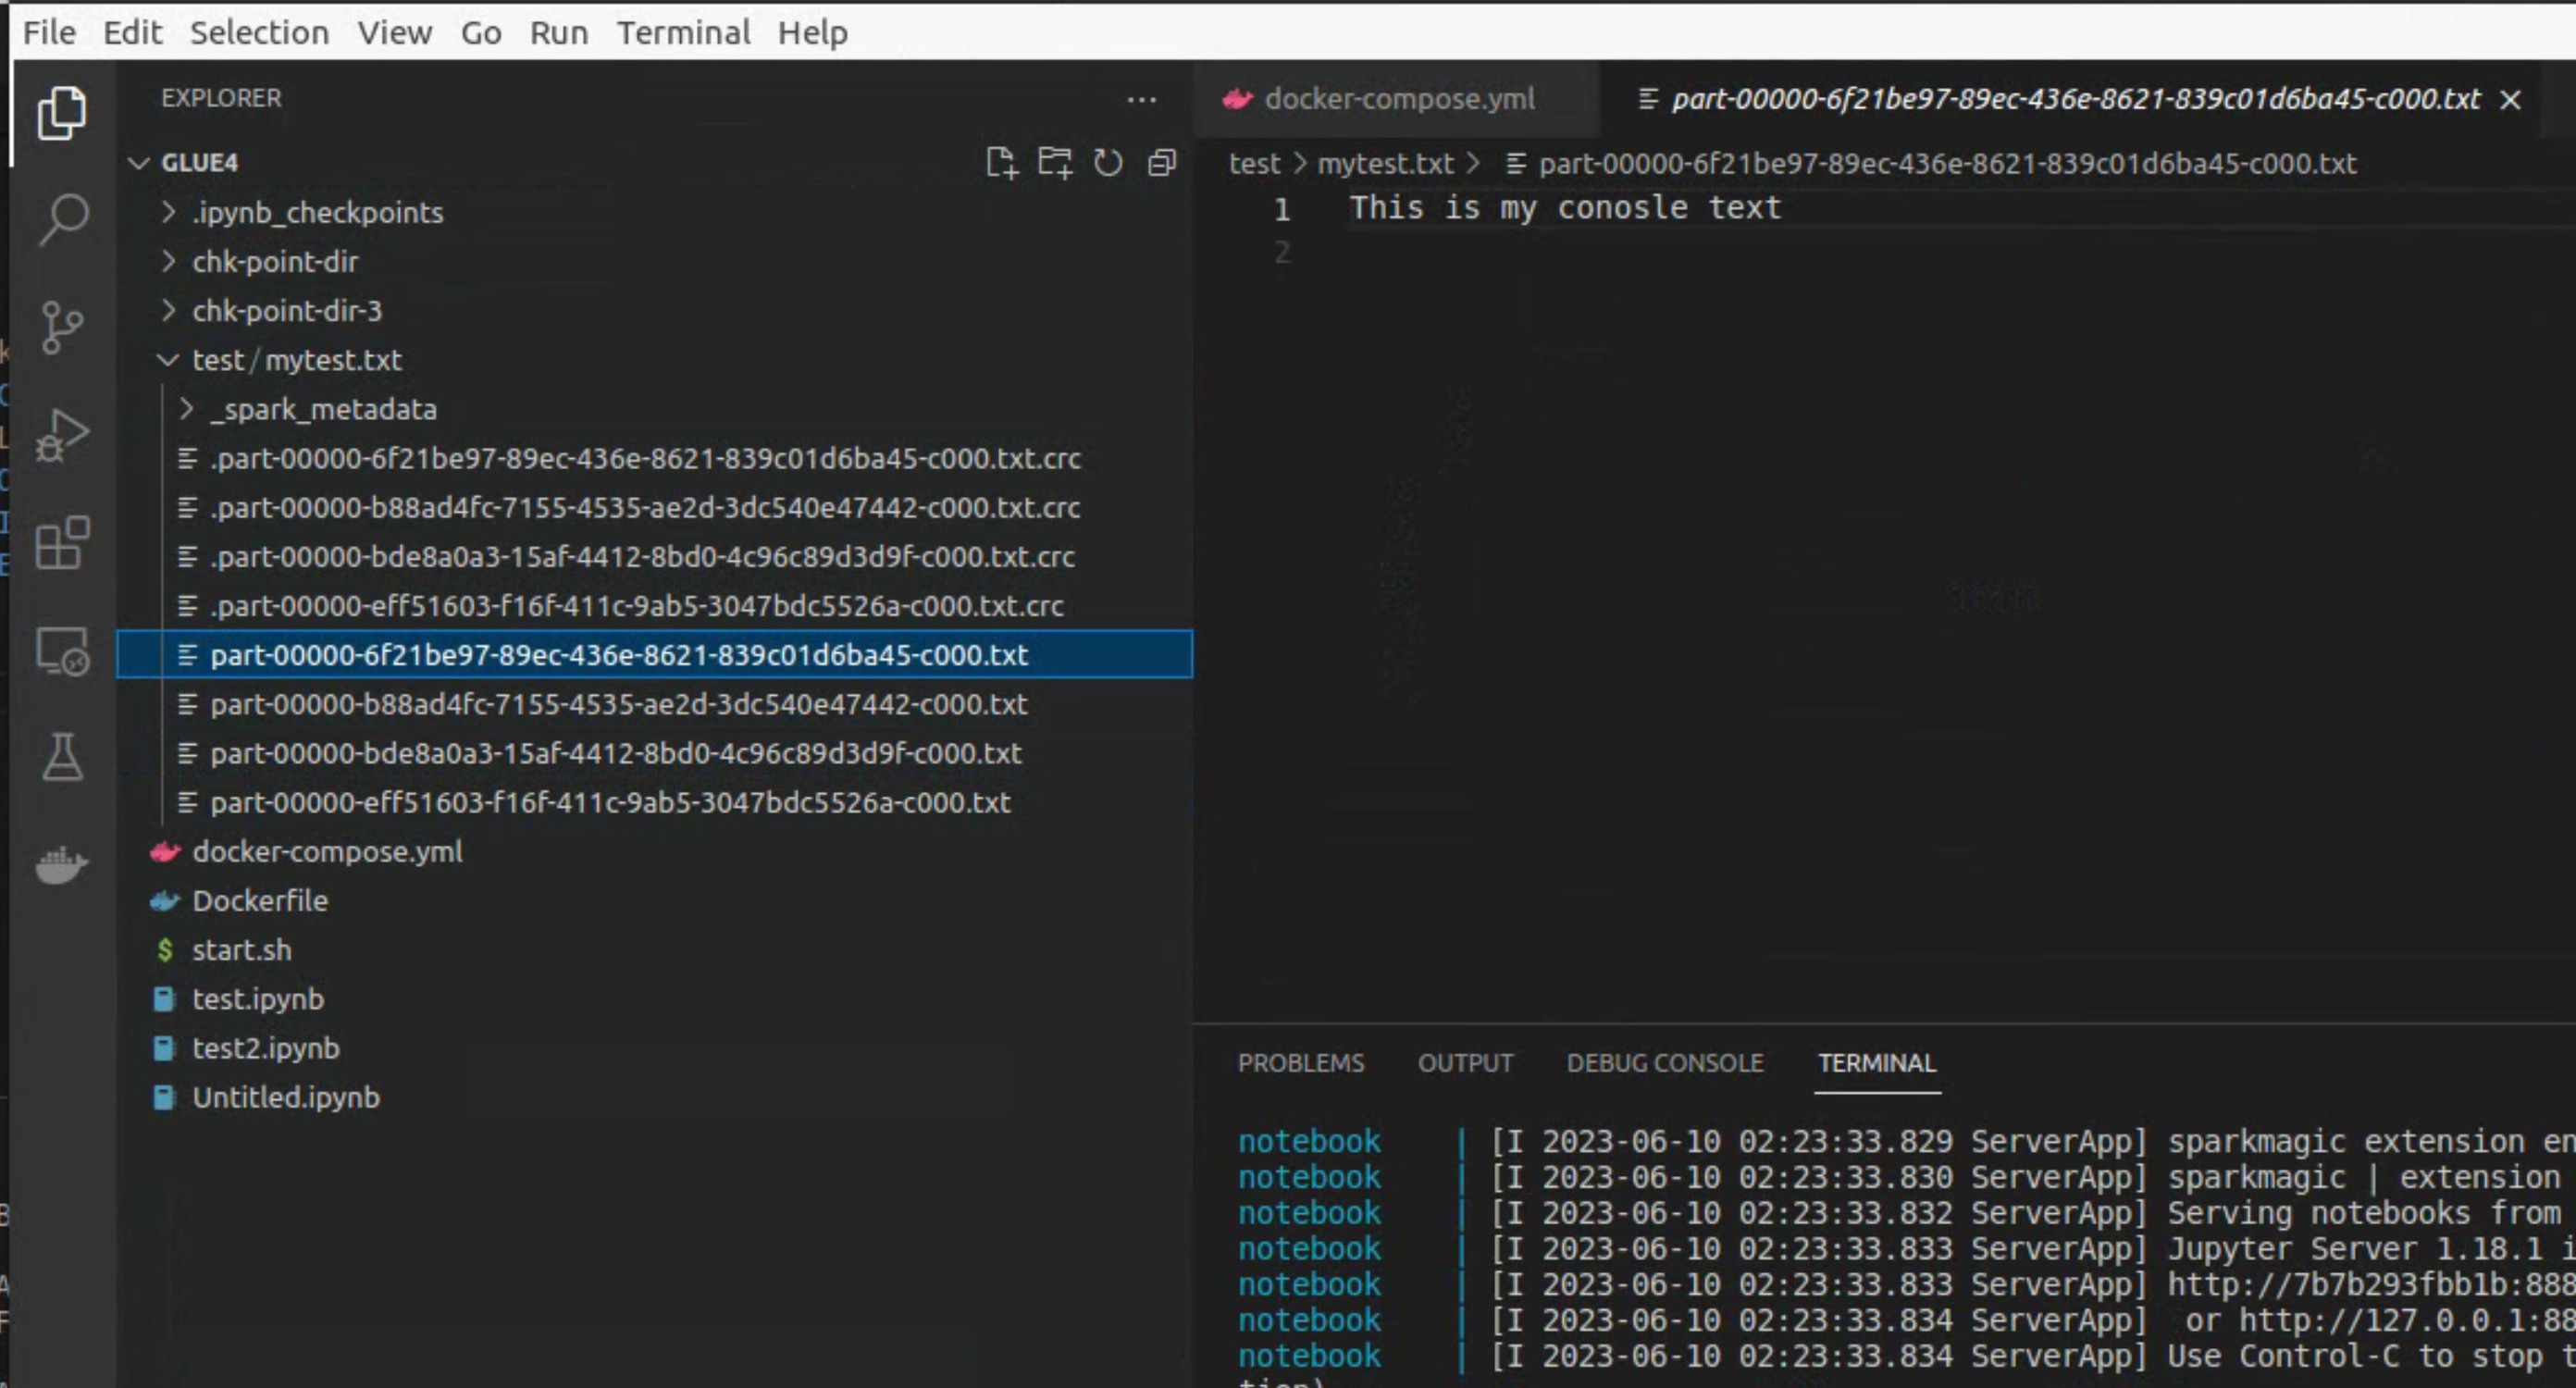 File Edit Selection View Go Run Terminal Help
EXPLORER
GLUE4
.ipynb_checkpoints
chk-point-dir
chk-point-dir-3
test / mytest.txt
_spark_metadata
.part-00000-6f21be97-89ec-436e-8621-839c01d6ba45-c000.txt.crc
.part-00000-b88ad4fc-7155-4535-ae2d-3dc540e47442-c000.txt.crc
.part-00000-bde8a0a3-15af-4412-8bd0-4c96c89d3d9f-c000.txt.crc
.part-00000-eff51603-f16f-411c-9ab5-3047bdc5526a-c000.txt.crc
part-00000-6f21be97-89ec-436e-8621-839c01d6ba45-c000.txt
part-00000-b88ad4fc-7155-4535-ae2d-3dc540e47442-c000.txt
part-00000-bde8a0a3-15af-4412-8bd0-4c96c89d3d9f-c000.txt
part-00000-eff51603-f16f-411c-9ab5-3047bdc5526a-c000.txt
docker-compose.yml
Dockerfile
start.sh
test.ipynb
test2.ipynb
Untitled.ipynb
docker-compose.yml
part-00000-6f21be97-89ec-436e-8621-839c01d6ba45-c000.txt
test > mytest.txt > part-00000-6f21be97-89ec-436e-8621-839c01d6ba45-c000.txt
1 This is my conosle text
2
PROBLEMS OUTPUT DEBUG CONSOLE TERMINAL
notebook | [I 2023-06-10 02:23:33.829 ServerApp] sparkmagic extension en
notebook | [I 2023-06-10 02:23:33.830 ServerApp] sparkmagic | extension
notebook | [I 2023-06-10 02:23:33.832 ServerApp] Serving notebooks from
notebook | [I 2023-06-10 02:23:33.833 ServerApp] Jupyter Server 1.18.1 i
notebook | [I 2023-06-10 02:23:33.833 ServerApp] http://7b7b293fbb1b:888
notebook | [I 2023-06-10 02:23:33.834 ServerApp] or http://127.0.0.1:88
notebook | [I 2023-06-10 02:23:33.834 ServerApp] Use Control-C to stop t